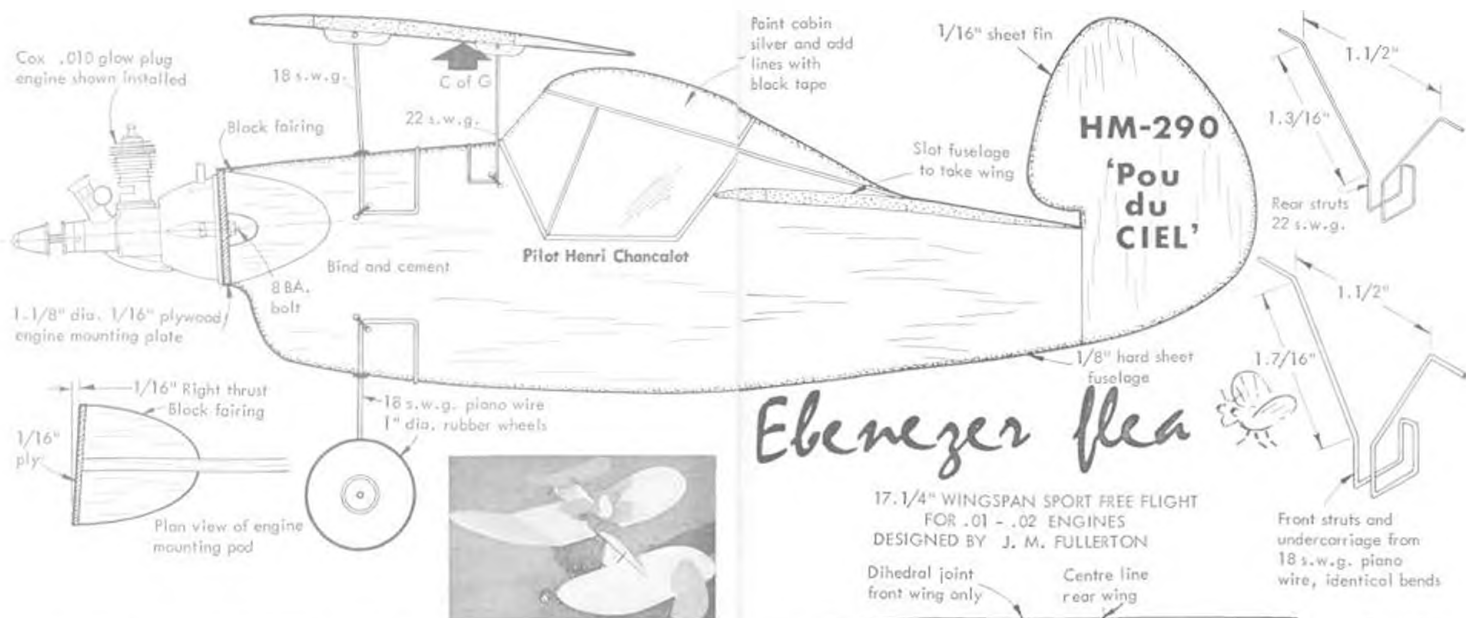 Cox .010 glow plug
engine shown installed
18 s.w.g.
C of G
22 s.w.g.
Block fairing
Paint cabin
silver and add
lines with
black tape
1/16" sheet fin
HM-290
'Pou
du
CIEL'
Slot fuselage
to take wing
1.1/2"
1.3/16"
Rear struts
22 s.w.g.
Pilot Henri Chancalot
Bind and cement
8 BA.
bolt
1.1/8" dia. 1/16" plywood
engine mounting plate
1/8" hard sheet
fuselage
1.1/2"
1.7/16"
1/16" Right thrust
Block fairing
1/16"
ply
Plan view of engine
mounting pod
18 s.w.g. piano wire
1" dia. rubber wheels
Ebenezer flea
17.1/4" WINGSPAN SPORT FREE FLIGHT
FOR .01 - .02 ENGINES
DESIGNED BY J. M. FULLERTON
Front struts and
undercarriage from
18 s.w.g. piano
wire, identical bends
Dihedral joint
front wing only
Centre line
rear wing